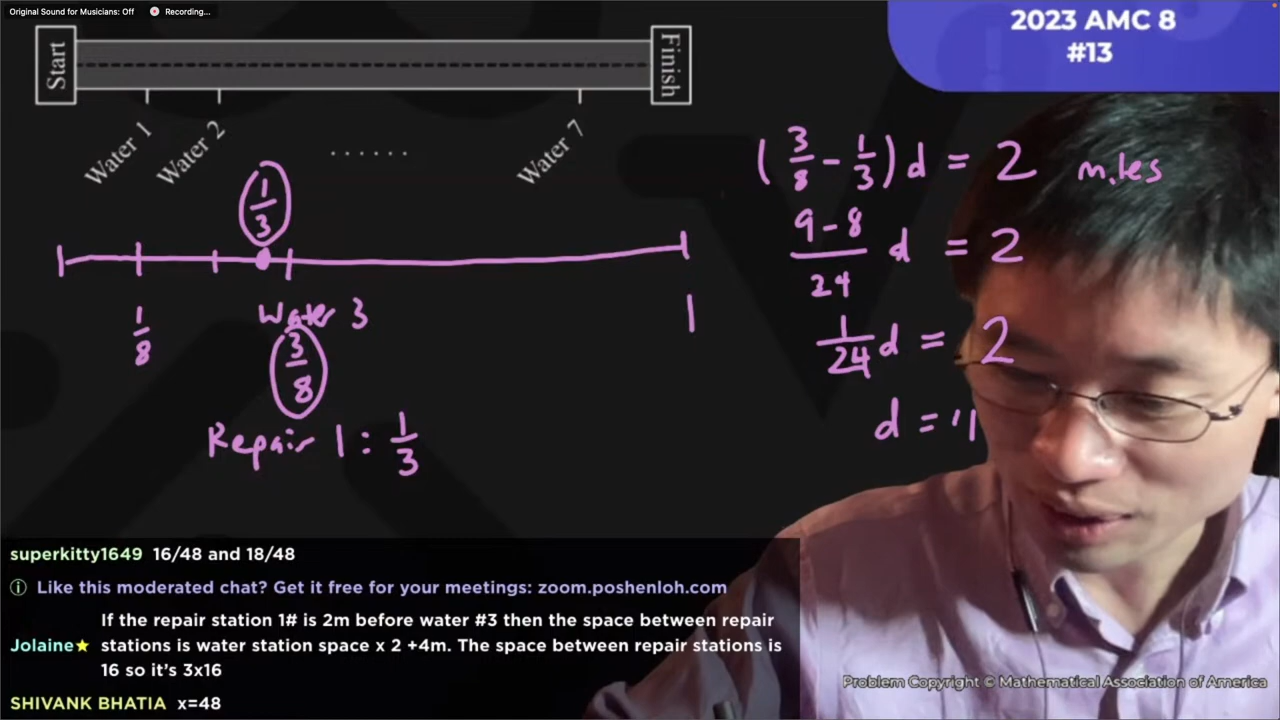 Original Sound for Musicians: Off Recording...
2023 AMC 8
#13
Start
Finish
Water 1
Water 2
......
Water 7
1/3
1/8
Water 3
3/8
1
Repair 1: 1/3
(3/8 - 1/3) d = 2 miles
9-8/24 d = 2
1/24 d = 2
d = 4
superkitty1649 16/48 and 18/48
Like this moderated chat? Get it free for your meetings: zoom.poshenloh.com
If the repair station 1# is 2m before water #3 then the space between repair
Jolaine★ stations is water station space x 2 +4m. The space between repair stations is
16 so it's 3x16
SHIVANK BHATIA x=48
Problem Copyright © Mathematical Association of America